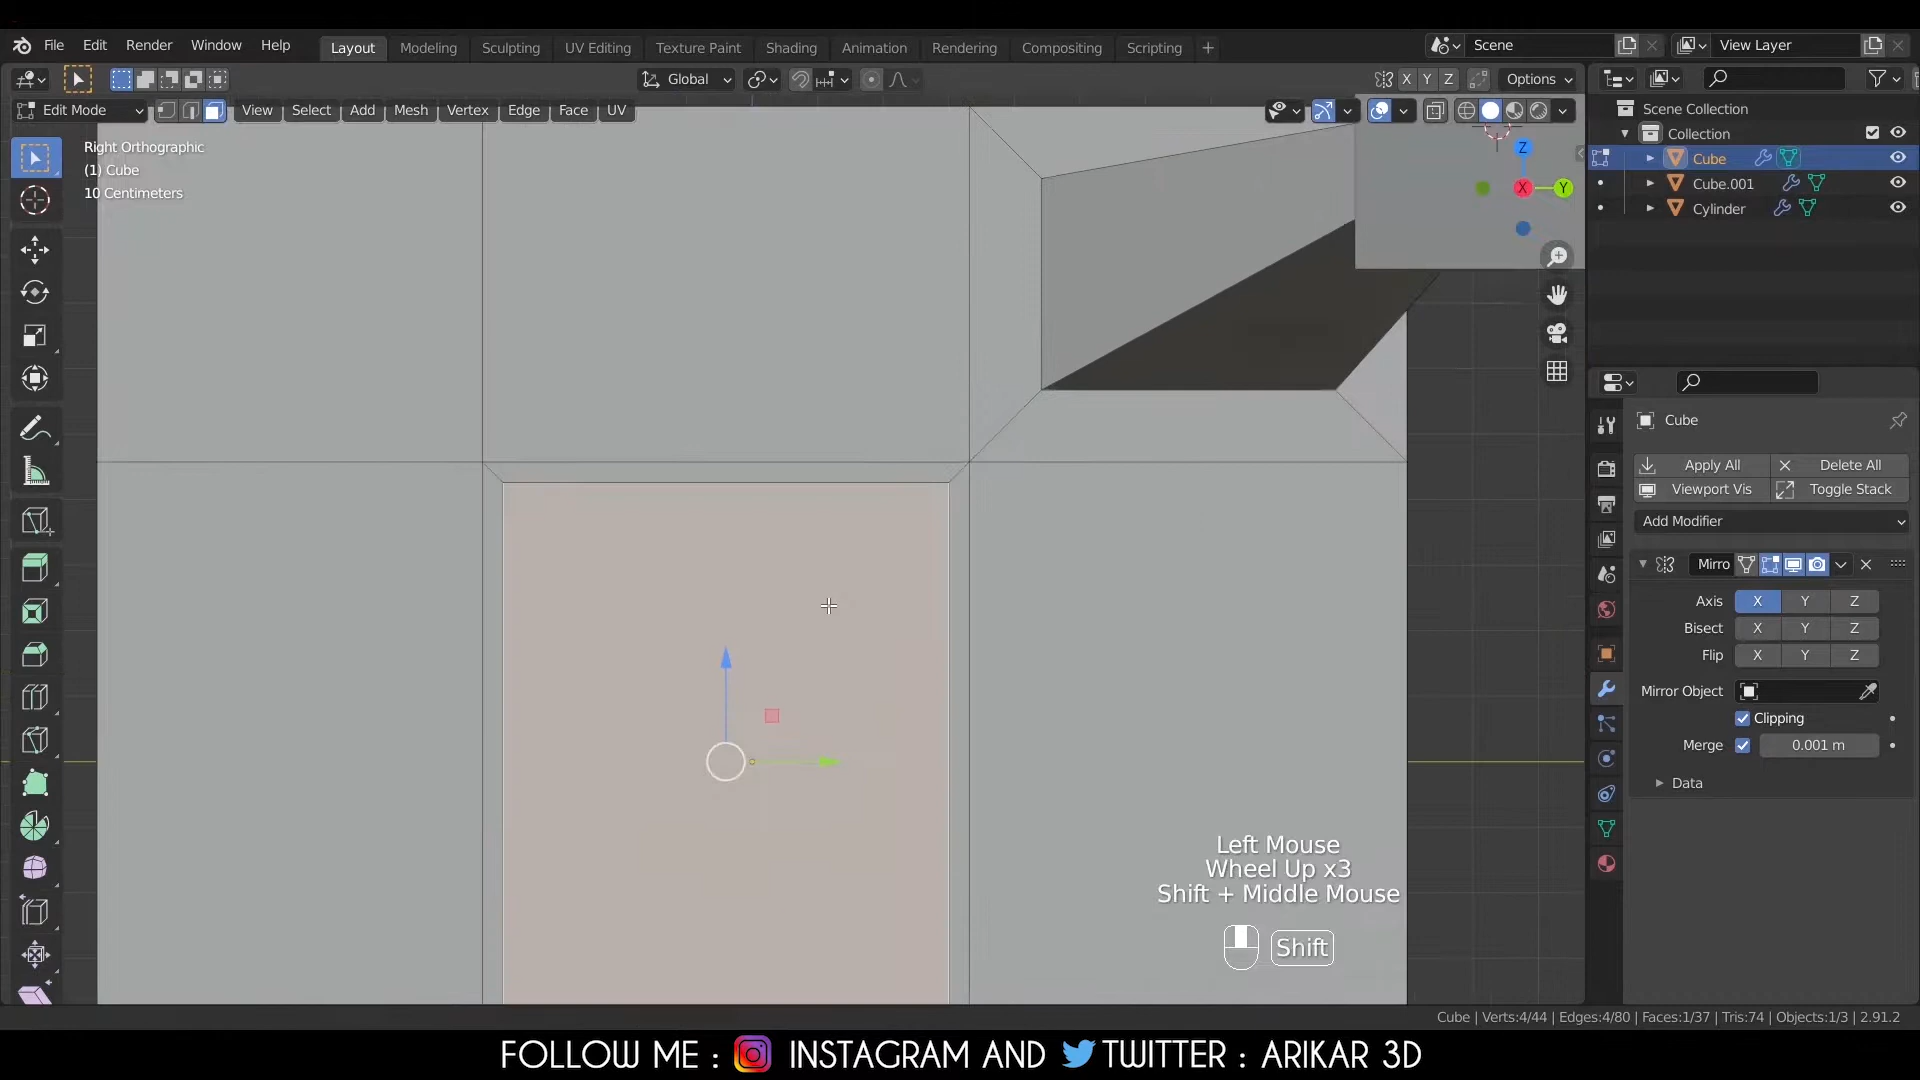 File Edit Render Window Help Layout Modeling Sculpting UV Editing Texture Paint Shading Animation Rendering Compositing Scripting + Scene View Layer
Global X Y Z Options
Edit Mode View Select Add Mesh Vertex Edge Face UV
Right Orthographic
(1) Cube
10 Centimeters
Z
X
Y
Scene Collection
Collection
Cube
Cube.001
Cylinder
Cube
Apply All Delete All
Viewport Vis Toggle Stack
Add Modifier
Mirro
Axis X Y Z
Bisect X Y Z
Flip X Y Z
Mirror Object
Clipping
Merge 0.001 m
Data
Left Mouse
Wheel Up x3
Shift + Middle Mouse
Shift
Cube | Verts:4/44 | Edges:4/80 | Faces:1/37 | Tris:74 | Objects:1/3 | 2.91.2
FOLLOW ME : INSTAGRAM AND TWITTER : ARIKAR 3D